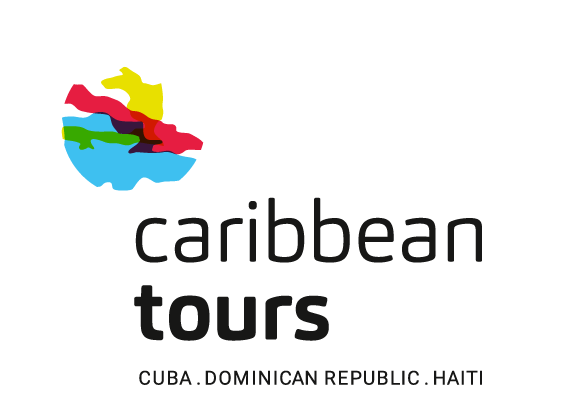 caribbean
tours
CUBA . DOMINICAN REPUBLIC . HAITI